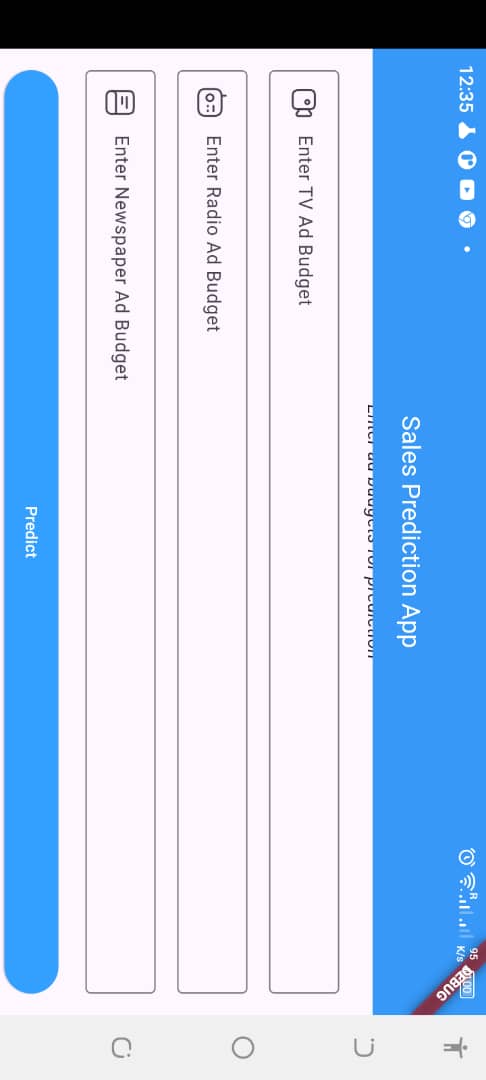 12:35
R
95
K/s
100
DEBUG
Sales Prediction App
Enter ad budgets for prediction
Enter TV Ad Budget
Enter Radio Ad Budget
Enter Newspaper Ad Budget
Predict